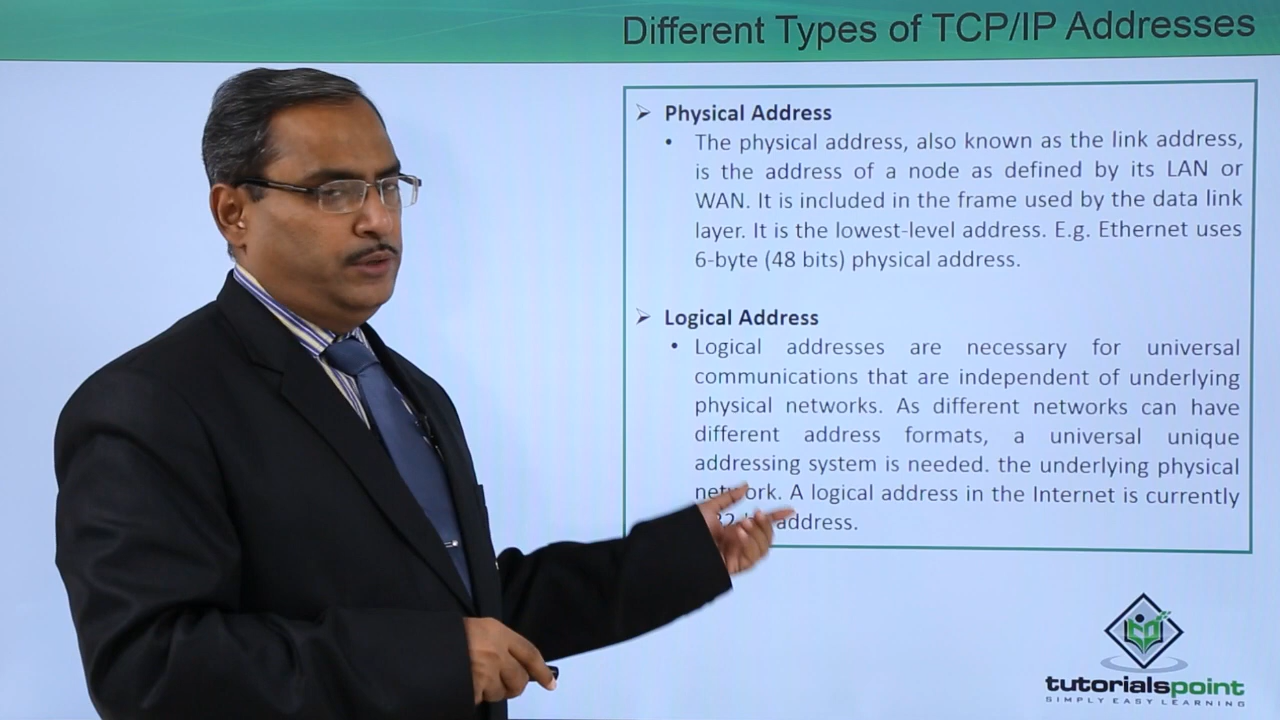 Different Types of TCP/IP Addresses
Physical Address
The physical address, also known as the link address,
is the address of a node as defined by its LAN or
WAN. It is included in the frame used by the data link
layer. It is the lowest-level address. E.g. Ethernet uses
6-byte (48 bits) physical address.
Logical Address
Logical addresses are necessary for universal
communications that are independent of underlying
physical networks. As different networks can have
different address formats, a universal unique
addressing system is needed. the underlying physical
network. A logical address in the Internet is currently
32 address.
tutorialspoint
SIMPLY EASY LEARNING